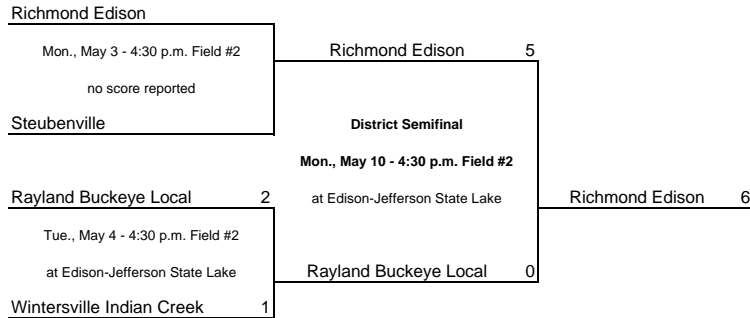 Richmond Edison
Mon., May 3 - 4:30 p.m. Field #2
no score reported
Steubenville
Richmond Edison 5
District Semifinal
Mon., May 10 - 4:30 p.m. Field #2
at Edison-Jefferson State Lake
Rayland Buckeye Local 2
Tue., May 4 - 4:30 p.m. Field #2
at Edison-Jefferson State Lake
Wintersville Indian Creek 1
Rayland Buckeye Local 0
Richmond Edison 6